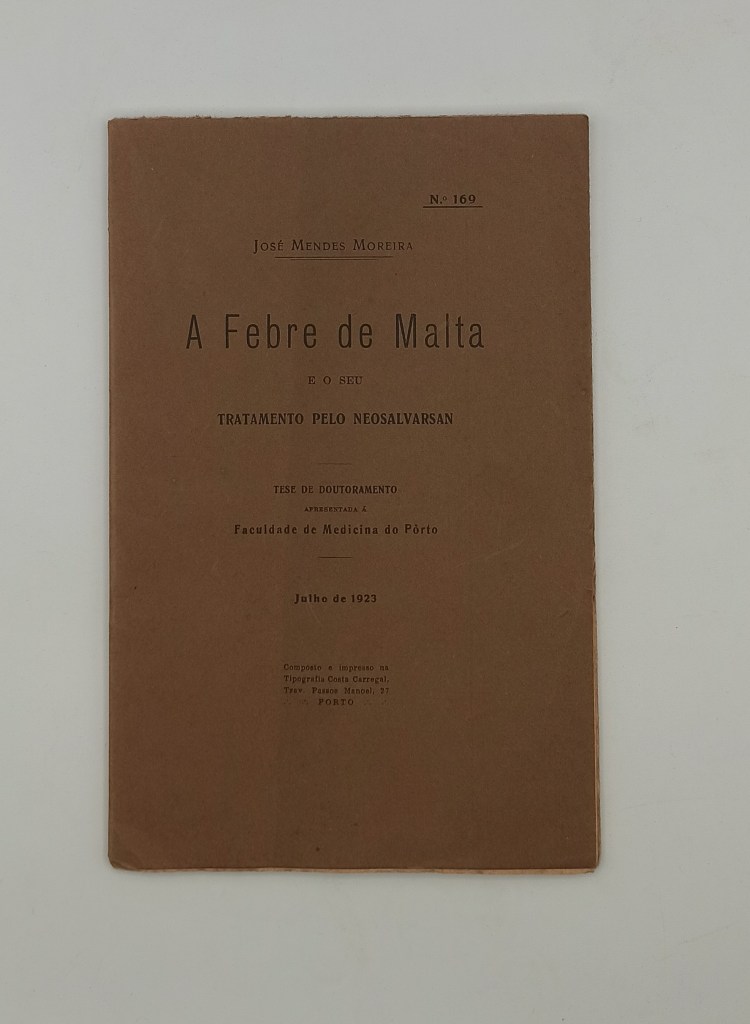 N.º 169
José Mendes Moreira
A Febre de Malta
E O SEU
TRATAMENTO PELO NEOSALVARSAN
TESE DE DOUTORAMENTO
APRESENTADA Á
Faculdade de Medicina do Pôrto
Julho de 1923
Composto e impresso na
Tipografia Costa Carregal,
Trav. Passos Manoel, 27
PORTO